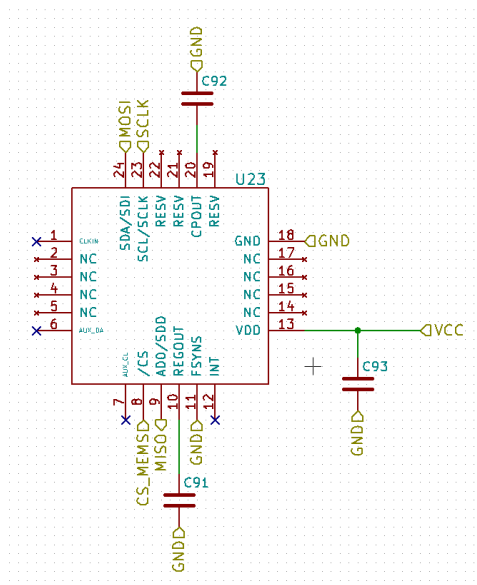 GND
C92
MOSI
SCLK
24
23
22
21
20
19
U23
SDA/SDI
SCL/SCLK
RESV
RESV
CPOUT
RESV
1 CLKIN
2 NC
3 NC
4 NC
5 NC
6 AUX_DA
GND 18 GND
NC 17
NC 16
NC 15
NC 14
VDD 13 VCC
AUX_CL
/CS
AD0/SDD
REGOUT
FSYNS
INT
7
8
9
10
11
12
C93
GND
CS_MEMS
MISO
GND
C91
GND